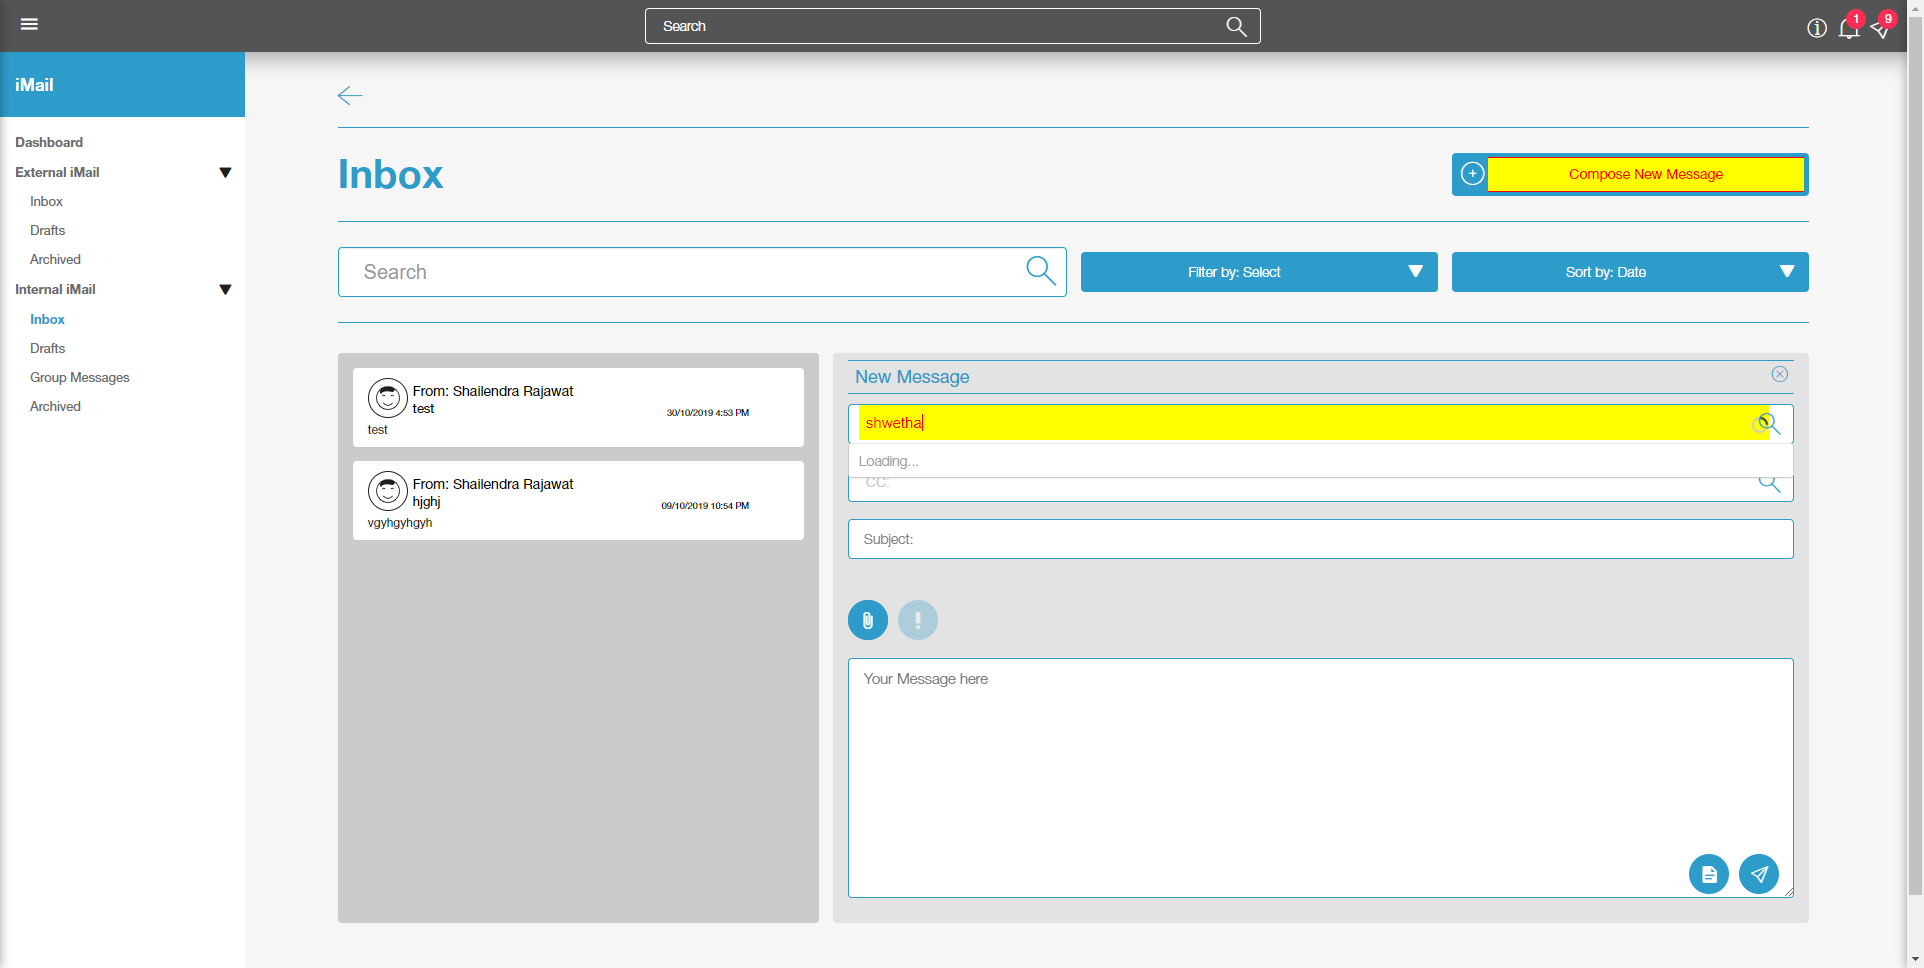 Search
1
9
iMail
Dashboard
External iMail
Inbox
Drafts
Archived
Internal iMail
Inbox
Drafts
Group Messages
Archived
Inbox
Compose New Message
Search
Filter by: Select
Sort by: Date
From: Shailendra Rajawat
test
30/10/2019 4:53 PM
test
From: Shailendra Rajawat
hjghj
09/10/2019 10:54 PM
vgyhgyhgyh
New Message
shwetha
Loading...
CC:
Subject:
Your Message here